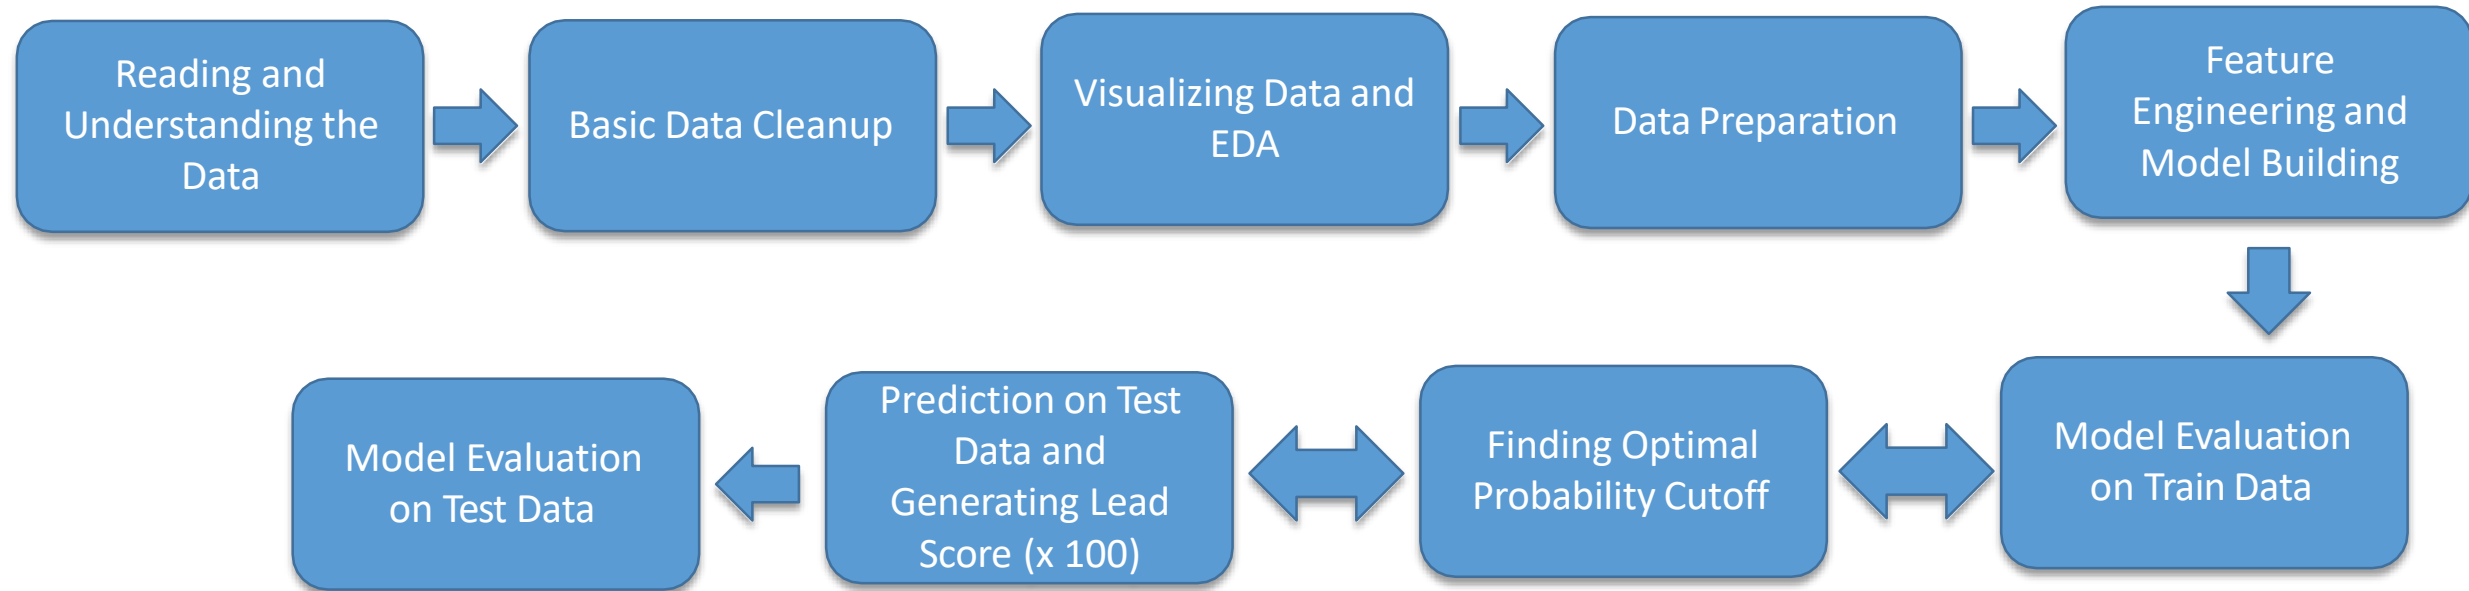 Reading and
Understanding the
Data
Basic Data Cleanup
Visualizing Data and
EDA
Data Preparation
Feature
Engineering and
Model Building
Model Evaluation
on Test Data
Prediction on Test
Data and
Generating Lead
Score (x 100)
Finding Optimal
Probability Cutoff
Model Evaluation
on Train Data